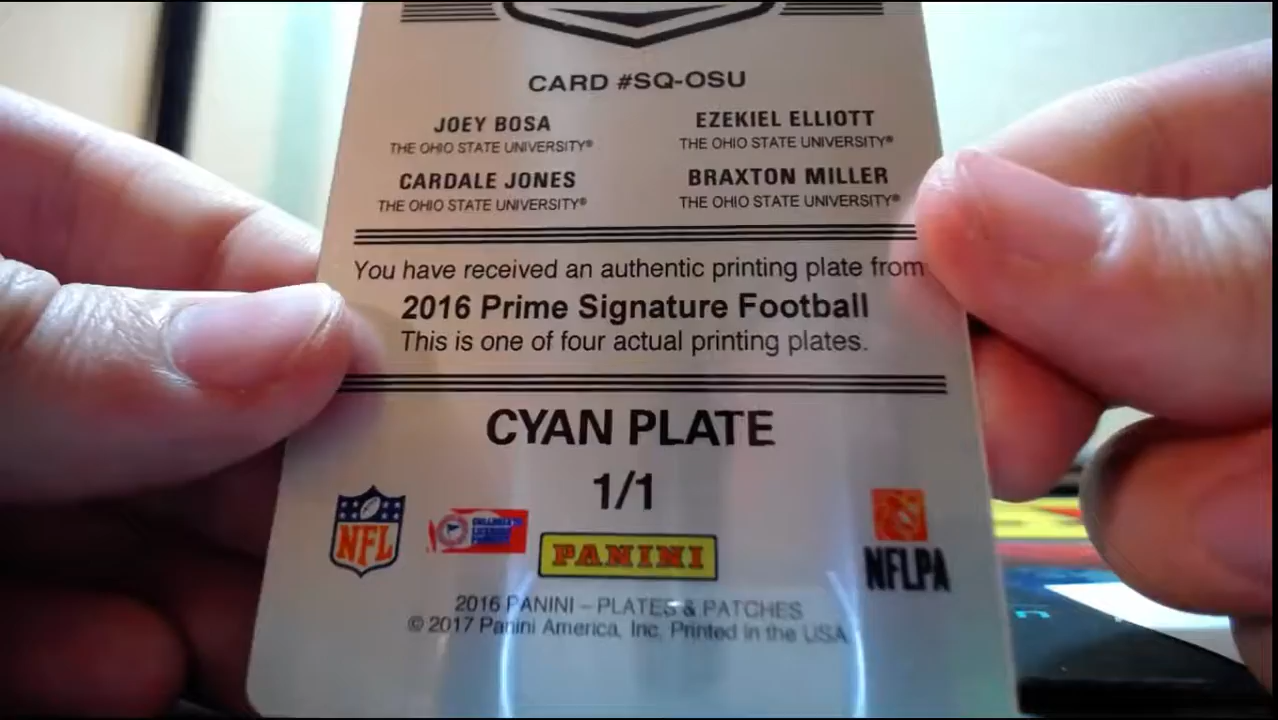 CARD #SQ-OSU
JOEY BOSA
THE OHIO STATE UNIVERSITY®
EZEKIEL ELLIOTT
THE OHIO STATE UNIVERSITY®
CARDALE JONES
THE OHIO STATE UNIVERSITY®
BRAXTON MILLER
THE OHIO STATE UNIVERSITY®
You have received an authentic printing plate from
2016 Prime Signature Football
This is one of four actual printing plates.
CYAN PLATE
1/1
NFL
PANINI
NFLPA
2016 PANINI – PLATES & PATCHES
© 2017 Panini America, Inc. Printed in the USA